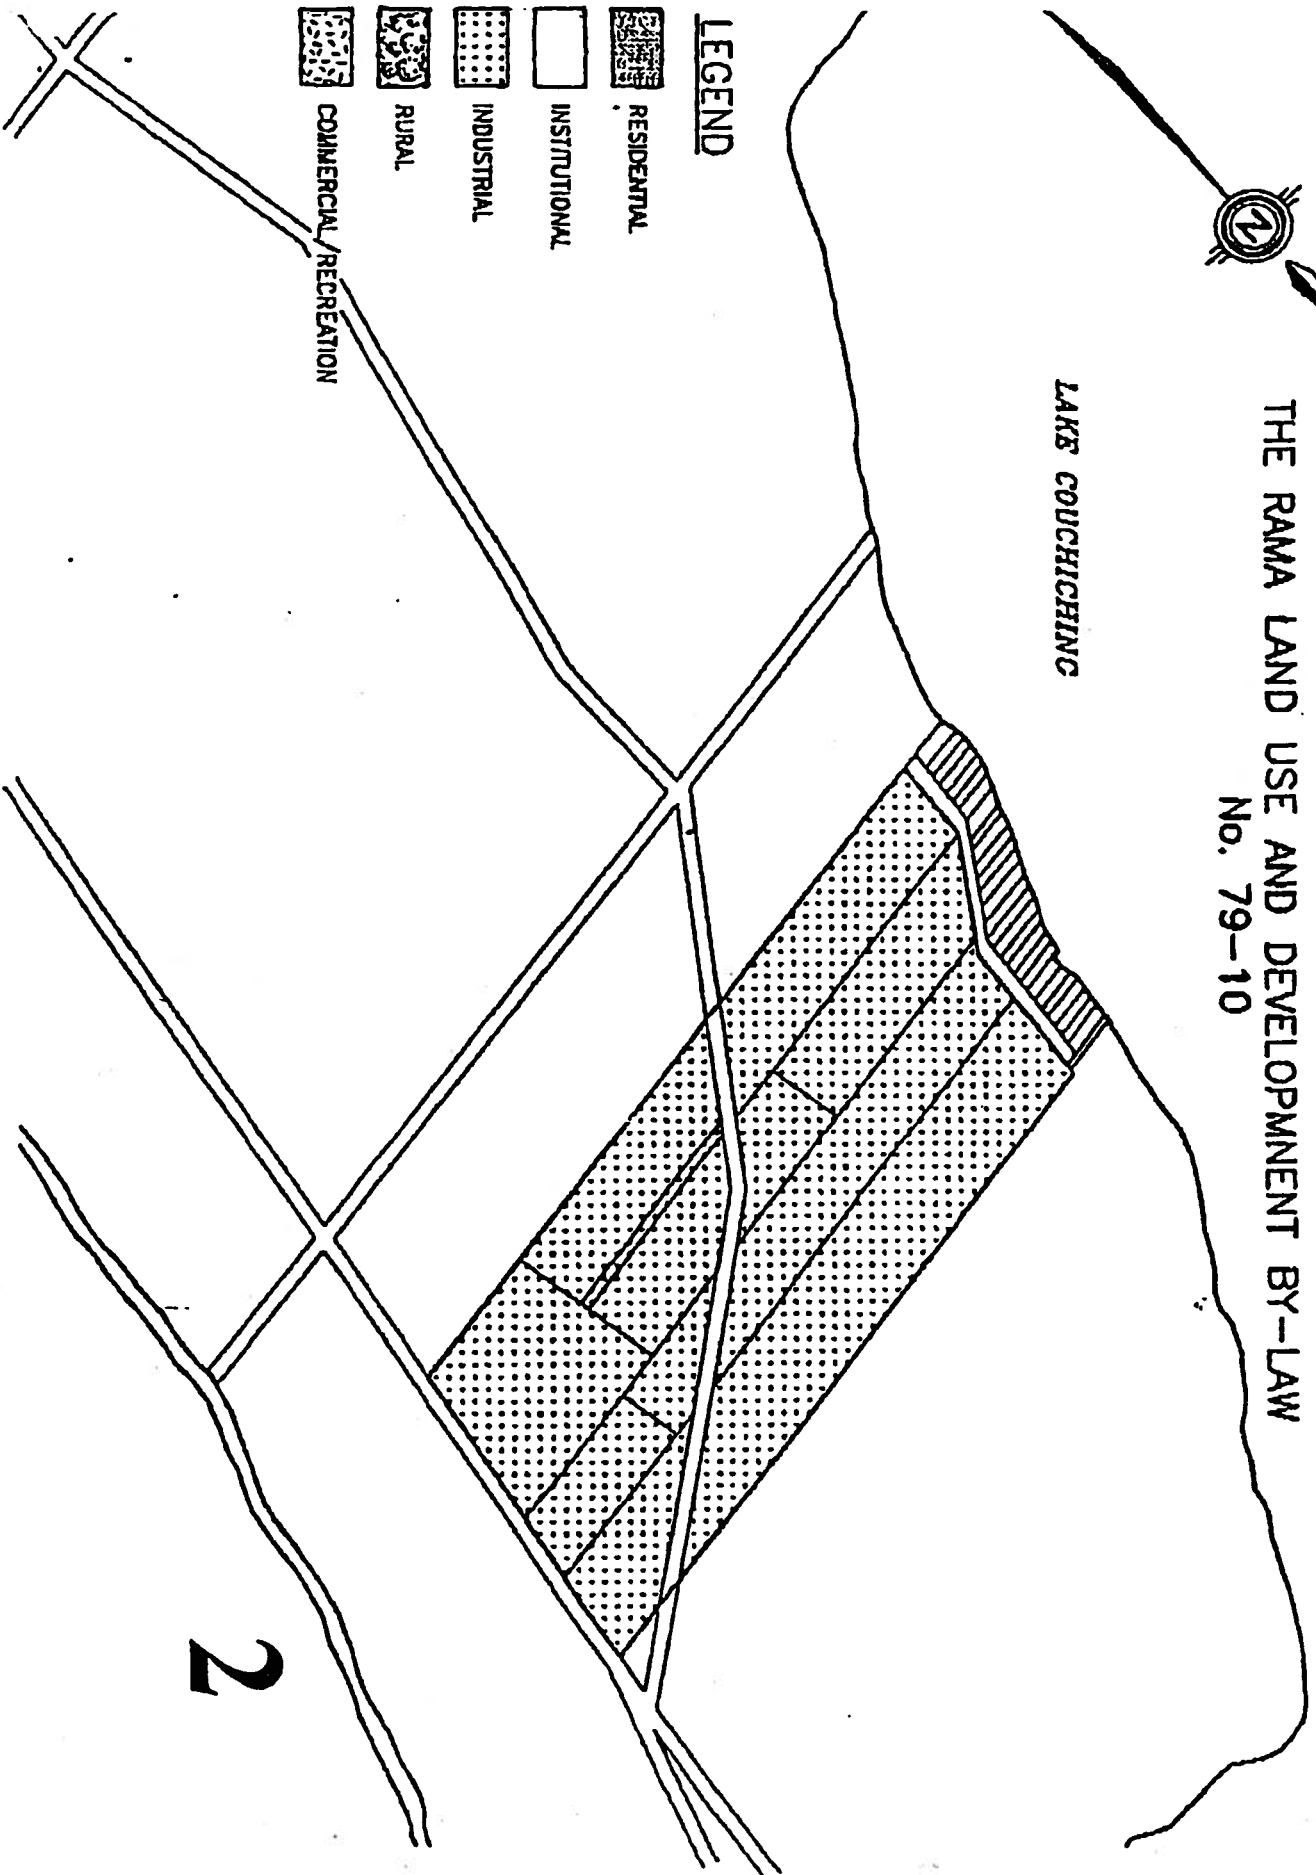 THE RAMA LAND USE AND DEVELOPMNENT BY-LAW
No. 79-10
N
LAKE COUCHICHING
LEGEND
RESIDENTIAL
INSTITUTIONAL
INDUSTRIAL
RURAL
COMMERCIAL/RECREATION
2